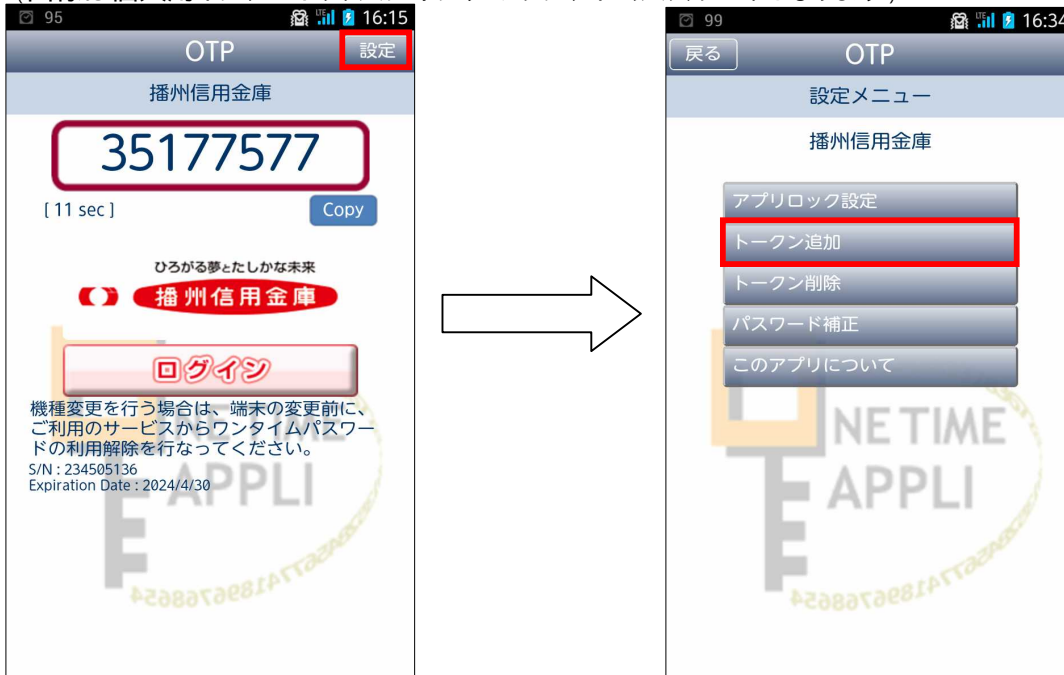 95
16:15
OTP
設定
播州信用金庫
35177577
[ 11 sec ]
Copy
ひろがる夢とたしかな未来
播州信用金庫
ログイン
機種変更を行う場合は、端末の変更前に、
ご利用のサービスからワンタイムパスワー
ドの利用解除を行なってください。
S/N : 234505136
Expiration Date : 2024/4/30
NE TIME
APPLI
99
16:34
戻る
OTP
設定メニュー
播州信用金庫
アプリロック設定
トークン追加
トークン削除
パスワード補正
このアプリについて
NE TIME
APPLI